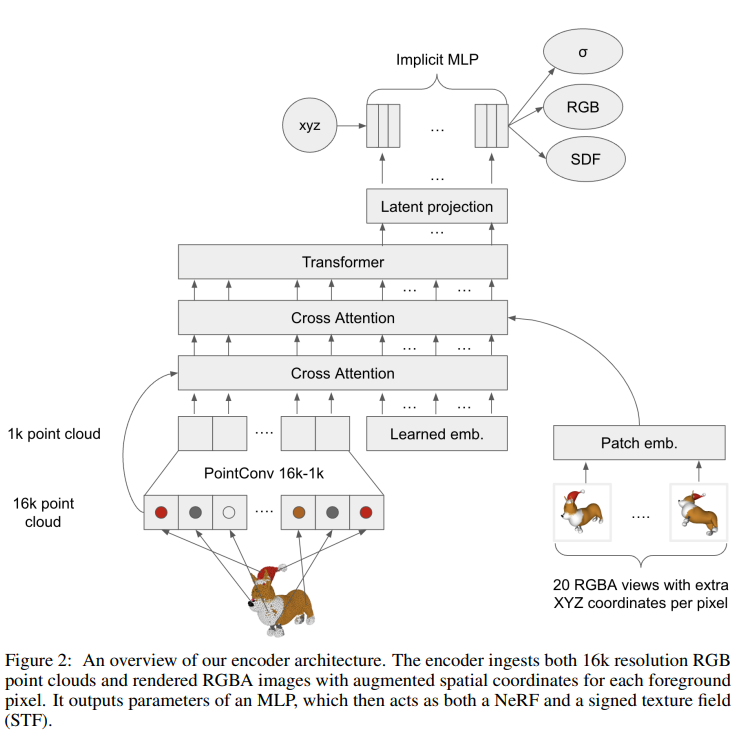 Implicit MLP
σ
xyz
...
RGB
SDF
...
Latent projection
...
Transformer
... ...
Cross Attention
... ...
Cross Attention
... ...
1k point cloud
....
Learned emb.
Patch emb.
PointConv 16k-1k
16k point
cloud
....
....
20 RGBA views with extra
XYZ coordinates per pixel
Figure 2: An overview of our encoder architecture. The encoder ingests both 16k resolution RGB
point clouds and rendered RGBA images with augmented spatial coordinates for each foreground
pixel. It outputs parameters of an MLP, which then acts as both a NeRF and a signed texture field
(STF).